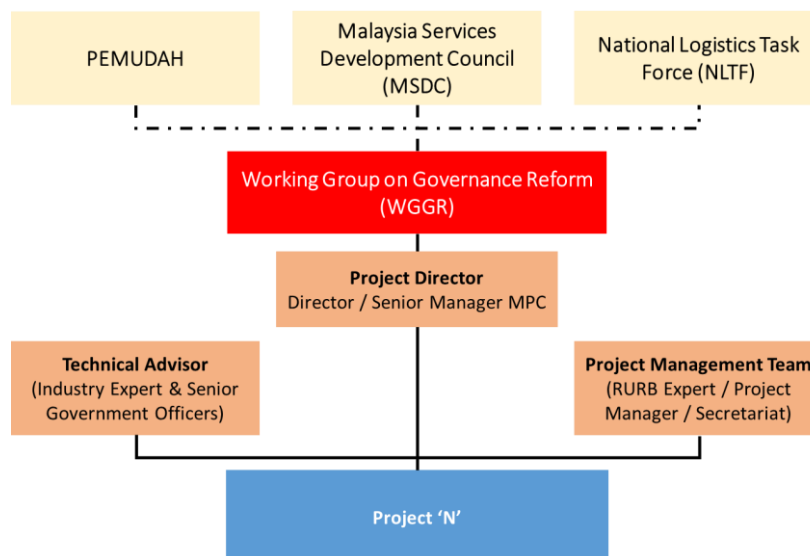 PEMUDAH
Malaysia Services
Development Council
(MSDC)
National Logistics Task
Force (NLTF)
Working Group on Governance Reform
(WGGR)
Project Director
Director / Senior Manager MPC
Technical Advisor
(Industry Expert & Senior
Government Officers)
Project Management Team
(RURB Expert / Project
Manager / Secretariat)
Project ‘N’